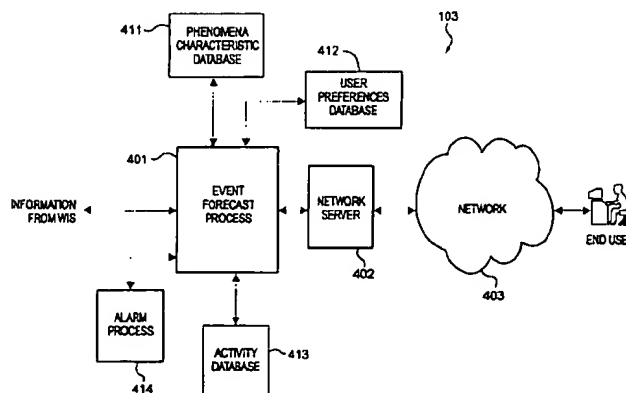 411
PHENOMENA
CHARACTERISTIC
DATABASE
103
412
USER
PREFERENCES
DATABASE
401
EVENT
FORECAST
PROCESS
INFORMATION
FROM WIS
NETWORK
SERVER
402
NETWORK
403
END USE
ALARM
PROCESS
414
ACTIVITY
DATABASE
413